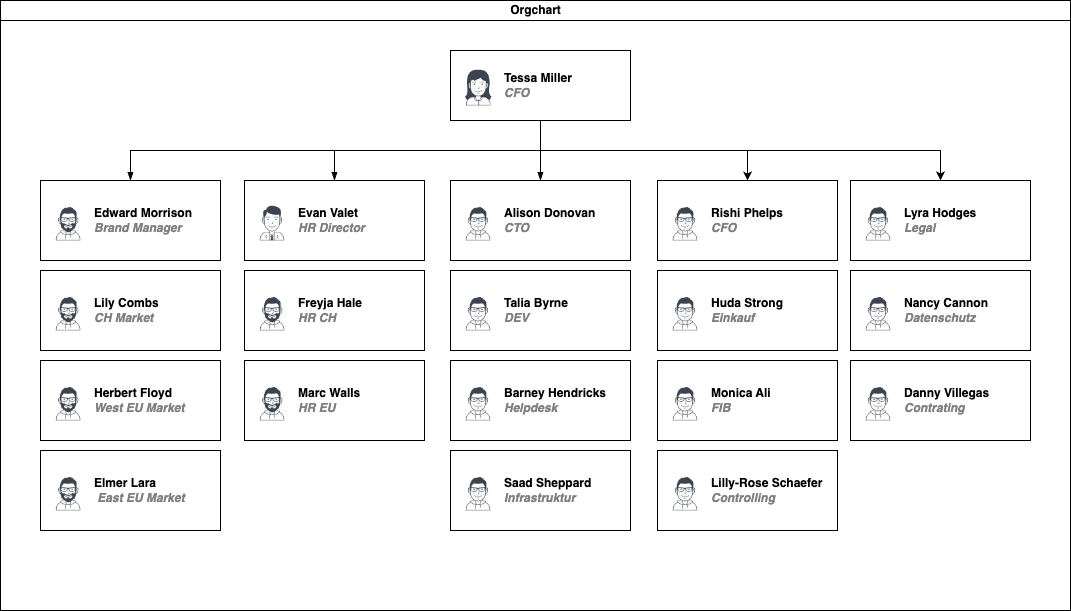 Orgchart
Tessa Miller
CFO
Edward Morrison
Brand Manager
Evan Valet
HR Director
Alison Donovan
CTO
Rishi Phelps
CFO
Lyra Hodges
Legal
Lily Combs
CH Market
Freyja Hale
HR CH
Talia Byrne
DEV
Huda Strong
Einkauf
Nancy Cannon
Datenschutz
Herbert Floyd
West EU Market
Marc Walls
HR EU
Barney Hendricks
Helpdesk
Monica Ali
FIB
Danny Villegas
Contrating
Elmer Lara
East EU Market
Saad Sheppard
Infrastruktur
Lilly-Rose Schaefer
Controlling